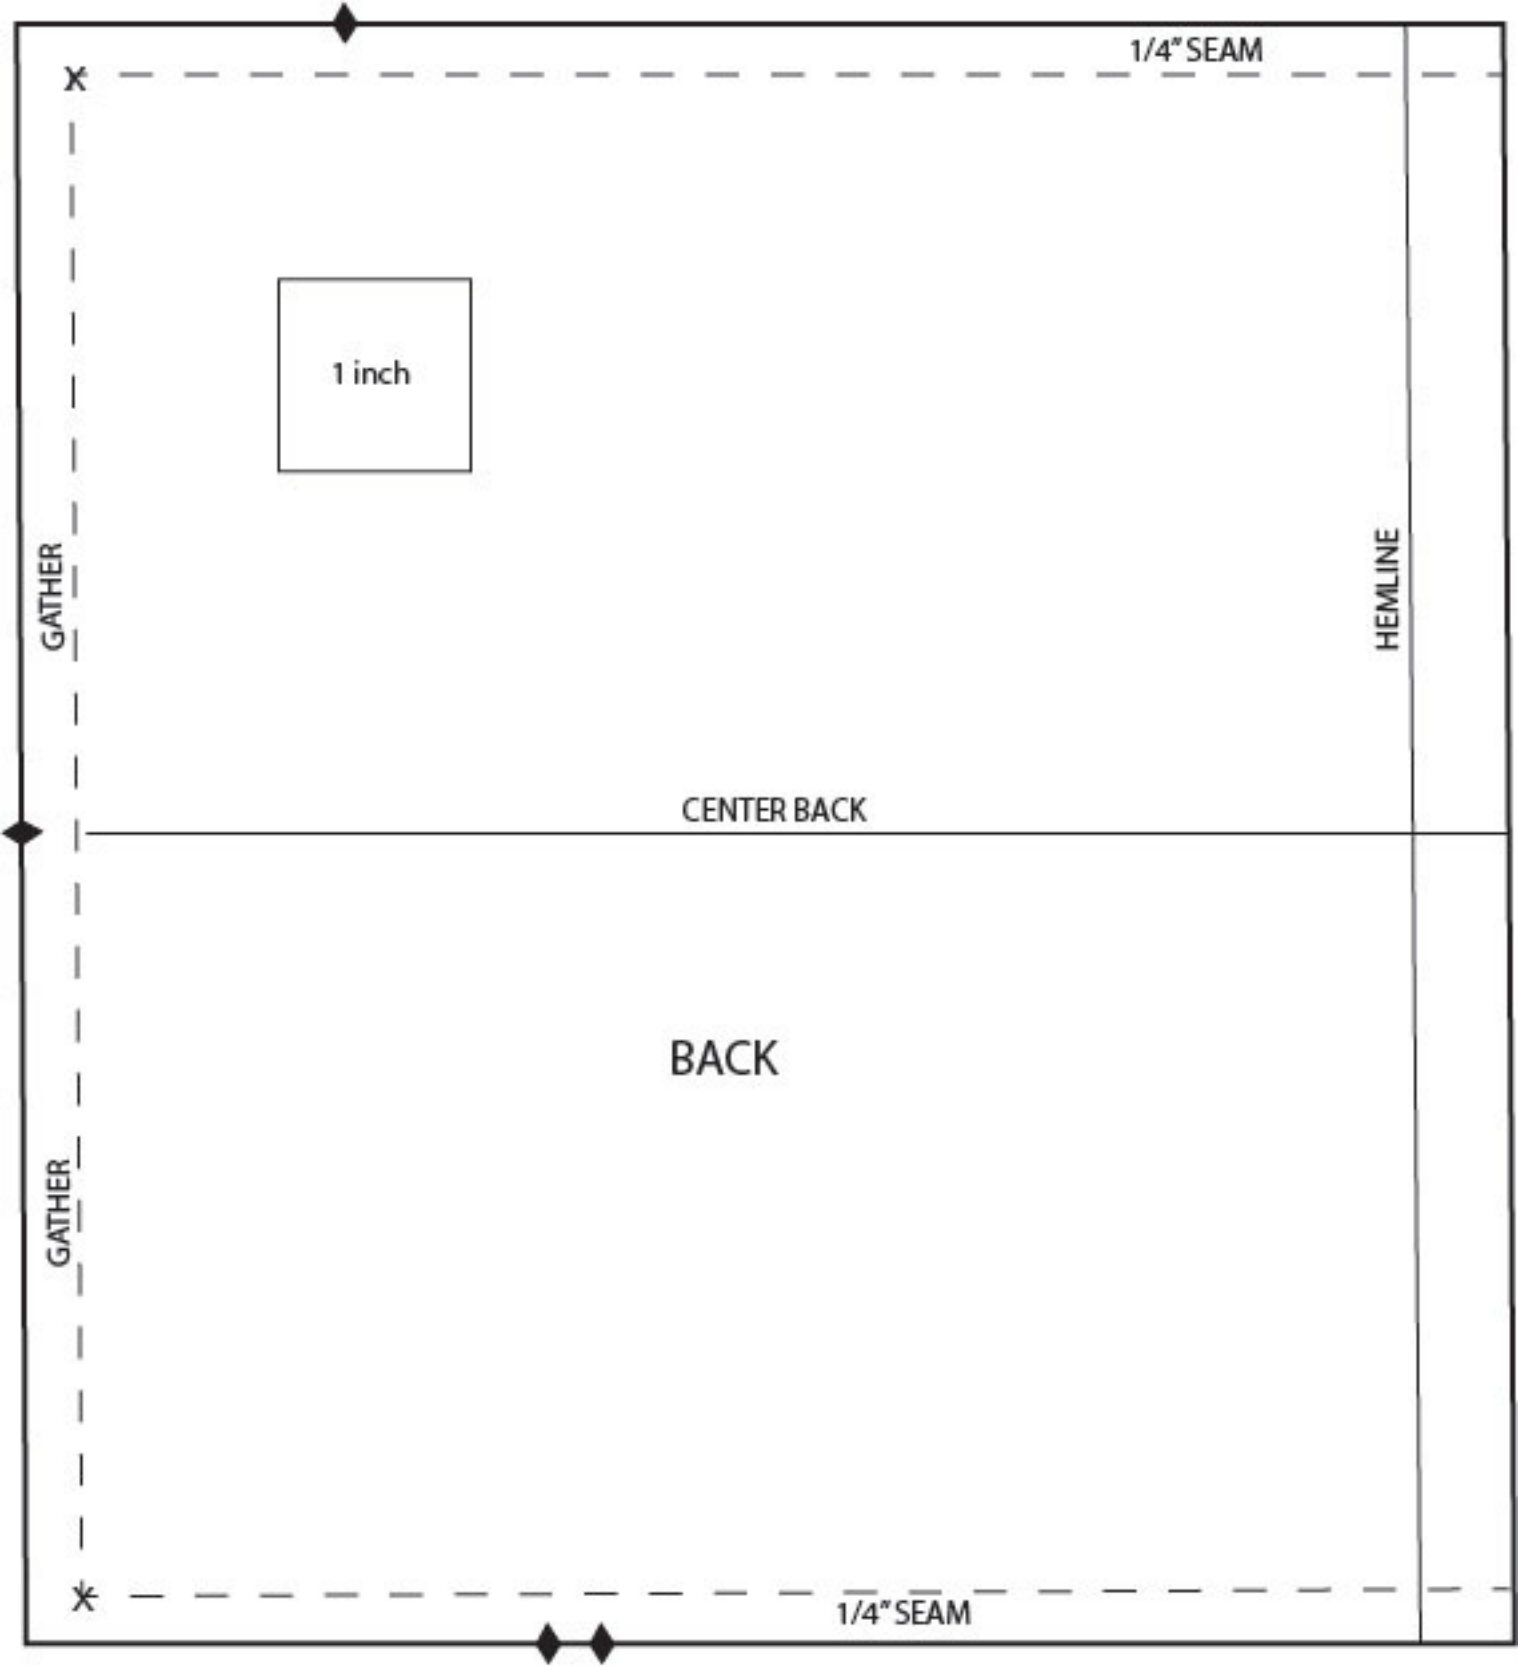 1/4" SEAM
X
1 inch
GATHER
HEMLINE
CENTER BACK
BACK
GATHER
X
1/4" SEAM